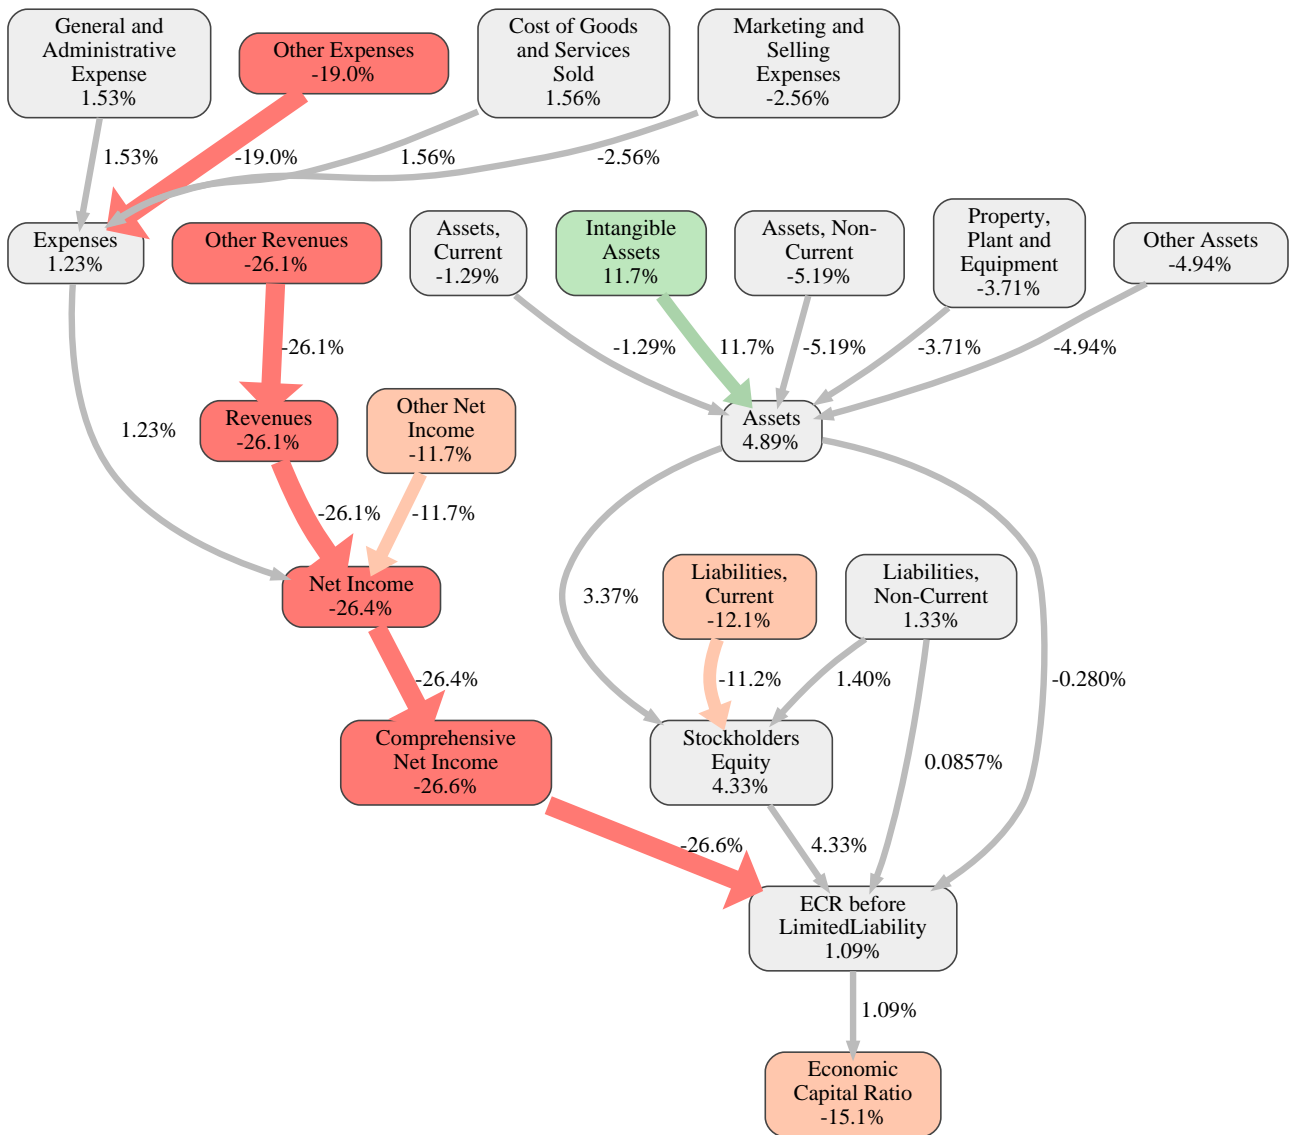 General and
Administrative
Expense
1.53%
Other Expenses
-19.0%
Cost of Goods
and Services
Sold
1.56%
Marketing and
Selling
Expenses
-2.56%
1.53%
-19.0%
1.56%
-2.56%
Expenses
1.23%
Other Revenues
-26.1%
Assets,
Current
-1.29%
Intangible
Assets
11.7%
Assets, Non-
Current
-5.19%
Property,
Plant and
Equipment
-3.71%
Other Assets
-4.94%
-26.1%
-1.29%
11.7%
-5.19%
-3.71%
-4.94%
1.23%
Revenues
-26.1%
Other Net
Income
-11.7%
Assets
4.89%
-26.1%
-11.7%
Net Income
-26.4%
3.37%
Liabilities,
Current
-12.1%
Liabilities,
Non-Current
1.33%
-26.4%
-11.2%
1.40%
-0.280%
Comprehensive
Net Income
-26.6%
Stockholders
Equity
4.33%
0.0857%
-26.6%
4.33%
ECR before
LimitedLiability
1.09%
1.09%
Economic
Capital Ratio
-15.1%